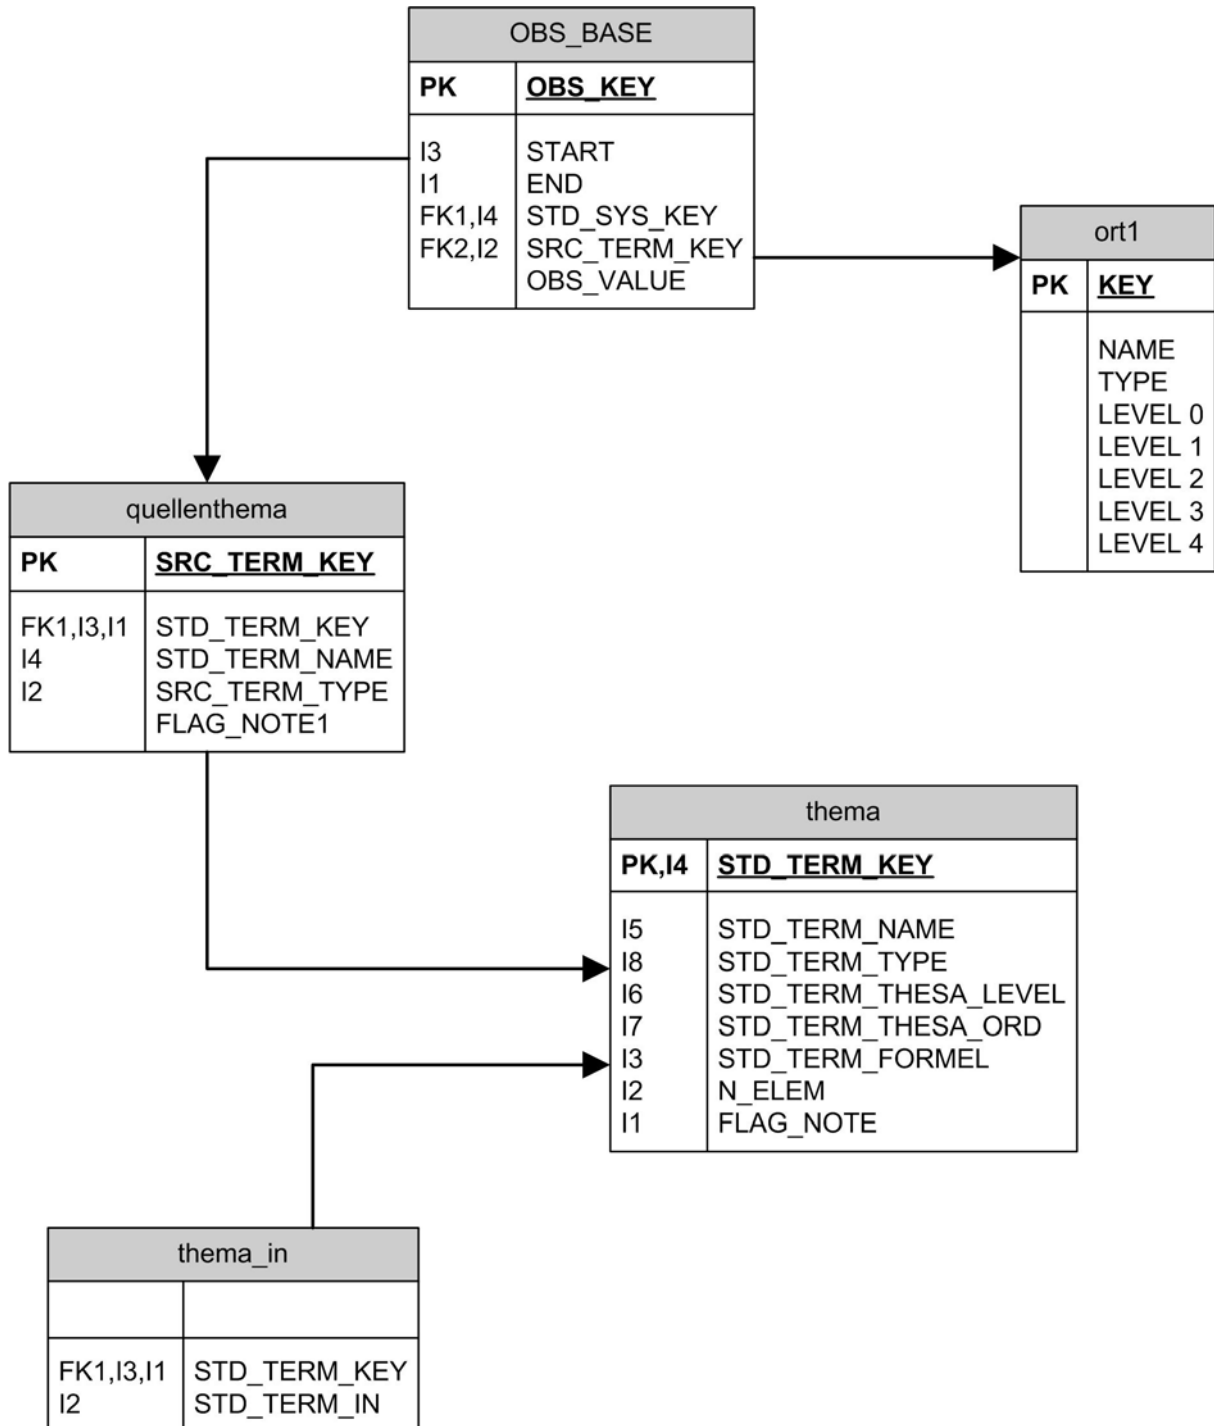 OBS_BASE
PK OBS_KEY
I3 START
I1 END
FK1,I4 STD_SYS_KEY
FK2,I2 SRC_TERM_KEY
OBS_VALUE
ort1
PK KEY
NAME
TYPE
LEVEL 0
LEVEL 1
LEVEL 2
LEVEL 3
LEVEL 4
quellenthema
PK SRC_TERM_KEY
FK1,I3,I1 STD_TERM_KEY
I4 STD_TERM_NAME
I2 SRC_TERM_TYPE
FLAG_NOTE1
thema
PK,I4 STD_TERM_KEY
I5 STD_TERM_NAME
I8 STD_TERM_TYPE
I6 STD_TERM_THESA_LEVEL
I7 STD_TERM_THESA_ORD
I3 STD_TERM_FORMEL
I2 N_ELEM
I1 FLAG_NOTE
thema_in
FK1,I3,I1 STD_TERM_KEY
I2 STD_TERM_IN